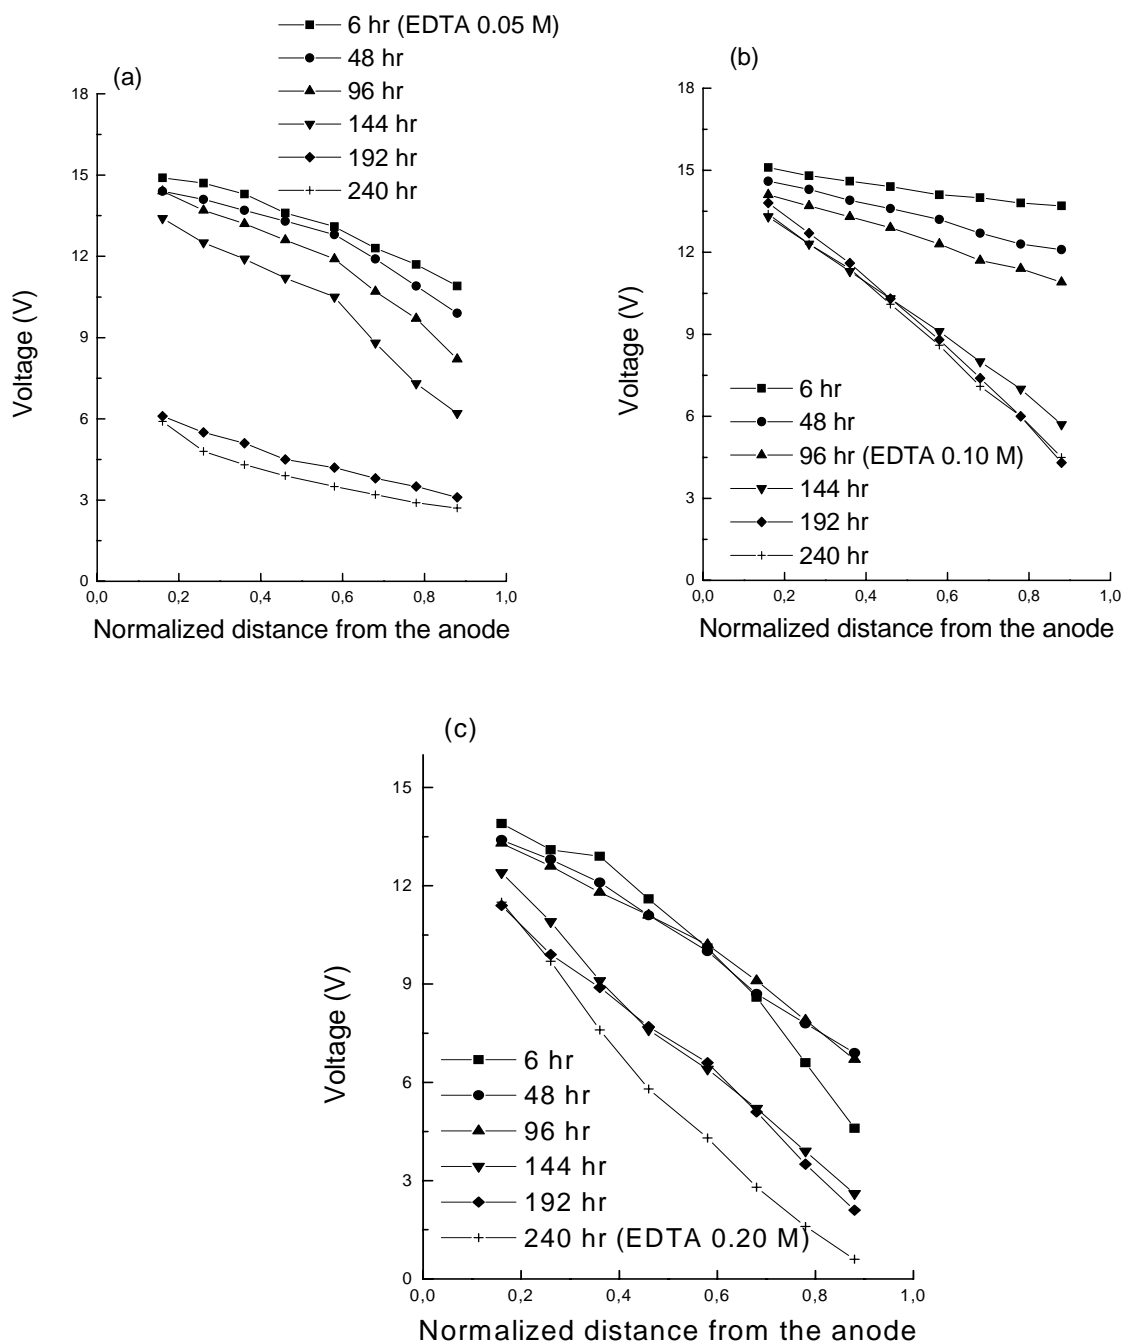 (a)
6 hr (EDTA 0.05 M)
48 hr
96 hr
144 hr
192 hr
240 hr
18
15
12
9
6
3
0
0,0 0,2 0,4 0,6 0,8 1,0
Voltage (V)
Normalized distance from the anode
(b)
18
15
12
9
6
3
0
6 hr
48 hr
96 hr (EDTA 0.10 M)
144 hr
192 hr
240 hr
0,0 0,2 0,4 0,6 0,8 1,0
Voltage (V)
Normalized distance from the anode
(c)
15
12
9
6
3
0
6 hr
48 hr
96 hr
144 hr
192 hr
240 hr (EDTA 0.20 M)
0,0 0,2 0,4 0,6 0,8 1,0
Voltage (V)
Normalized distance from the anode